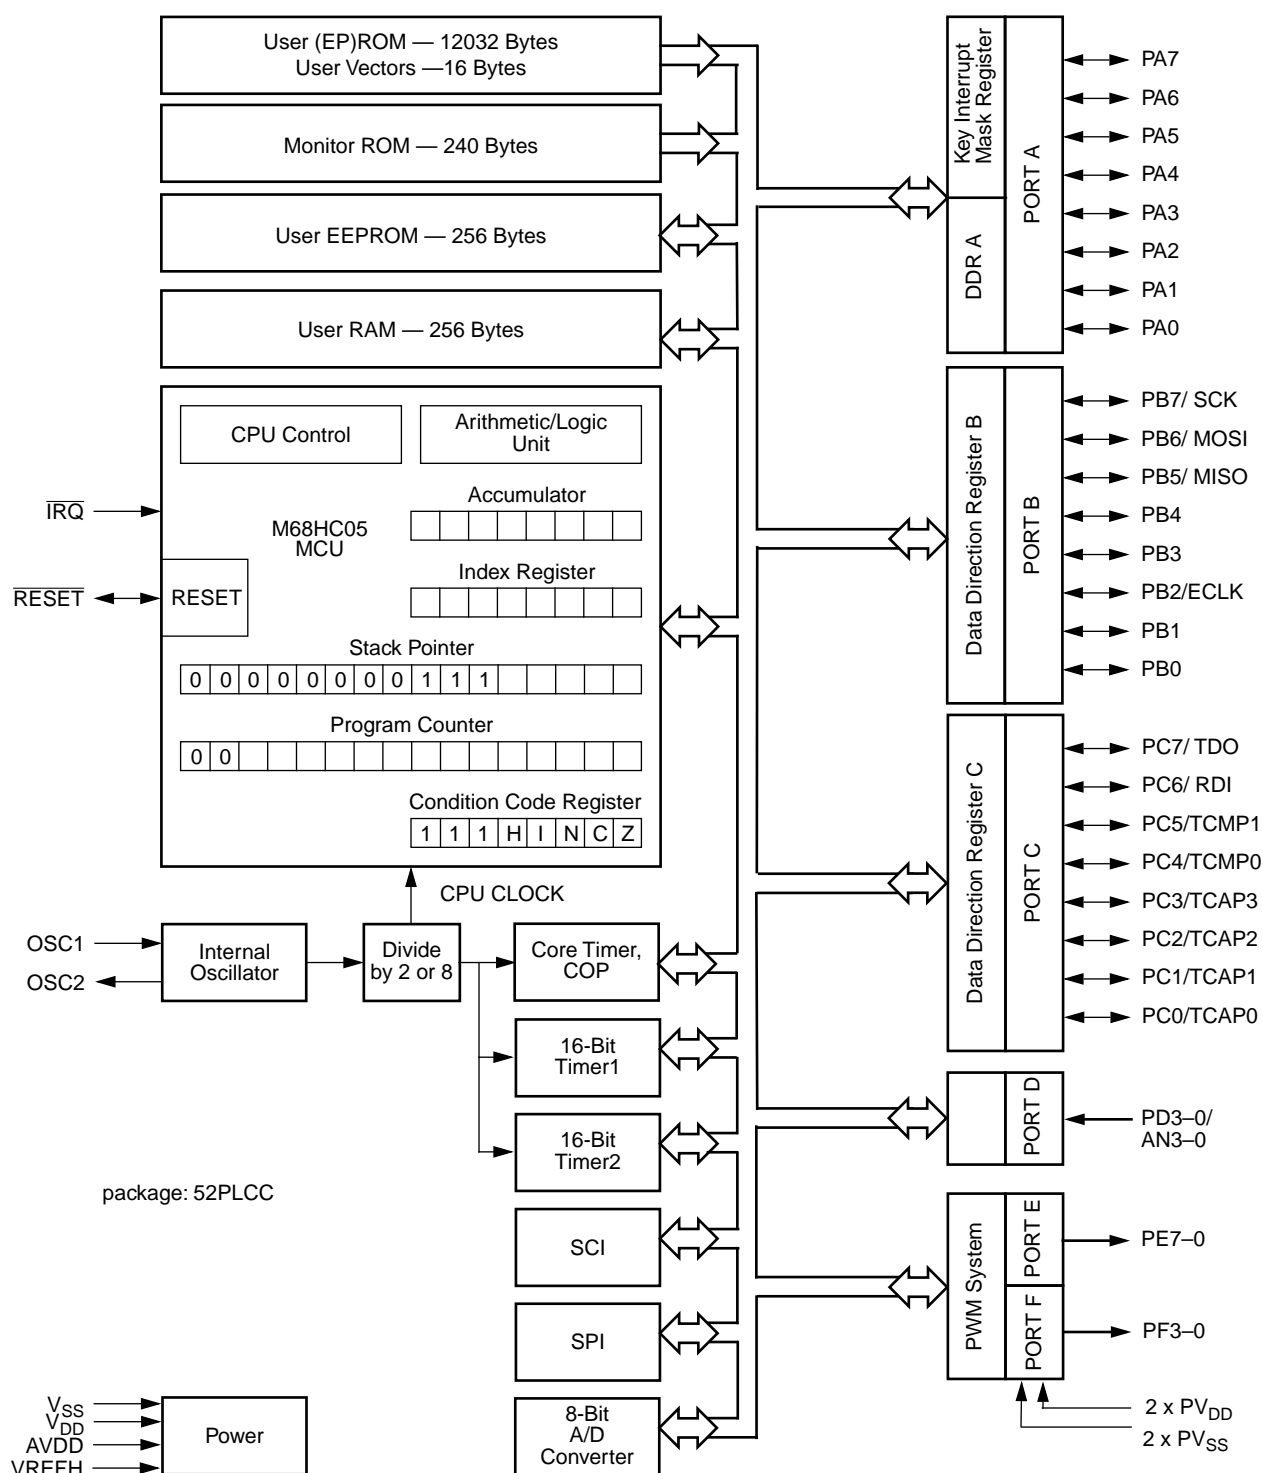 User (EP)ROM — 12032 Bytes
User Vectors —16 Bytes
Monitor ROM — 240 Bytes
User EEPROM — 256 Bytes
User RAM — 256 Bytes
CPU Control
Arithmetic/Logic
Unit
Accumulator
M68HC05
MCU
Index Register
IRQ
RESET
RESET
Stack Pointer
0 0 0 0 0 0 0 0 1 1 1
Program Counter
0 0
Condition Code Register
1 1 1 H I N C Z
CPU CLOCK
OSC1
OSC2
Internal
Oscillator
Divide
by 2 or 8
Core Timer,
COP
16-Bit
Timer1
16-Bit
Timer2
package: 52PLCC
SCI
SPI
8-Bit
A/D
Converter
VSS
VDD
AVDD
VREFH
Power
Key Interrupt
Mask Register
DDR A
PORT A
PA7
PA6
PA5
PA4
PA3
PA2
PA1
PA0
Data Direction Register B
PORT B
PB7/ SCK
PB6/ MOSI
PB5/ MISO
PB4
PB3
PB2/ECLK
PB1
PB0
Data Direction Register C
PORT C
PC7/ TDO
PC6/ RDI
PC5/TCMP1
PC4/TCMP0
PC3/TCAP3
PC2/TCAP2
PC1/TCAP1
PC0/TCAP0
PORT D
PD3–0/
AN3–0
PWM System
PORT E
PORT F
PE7–0
PF3–0
2 x PVDD
2 x PVSS